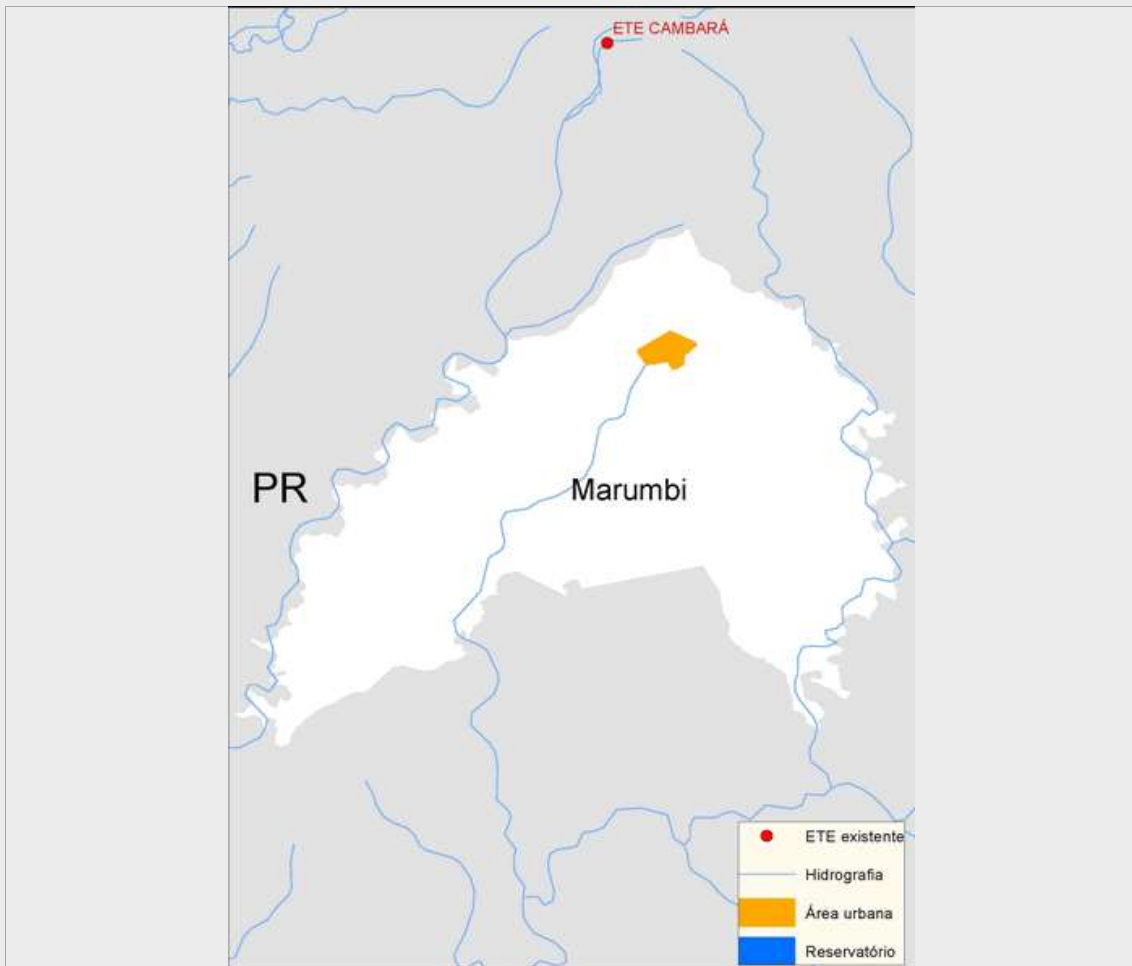 ETE CAMBARÁ
PR
Marumbi
ETE existente
Hidrografia
Área urbana
Reservatório